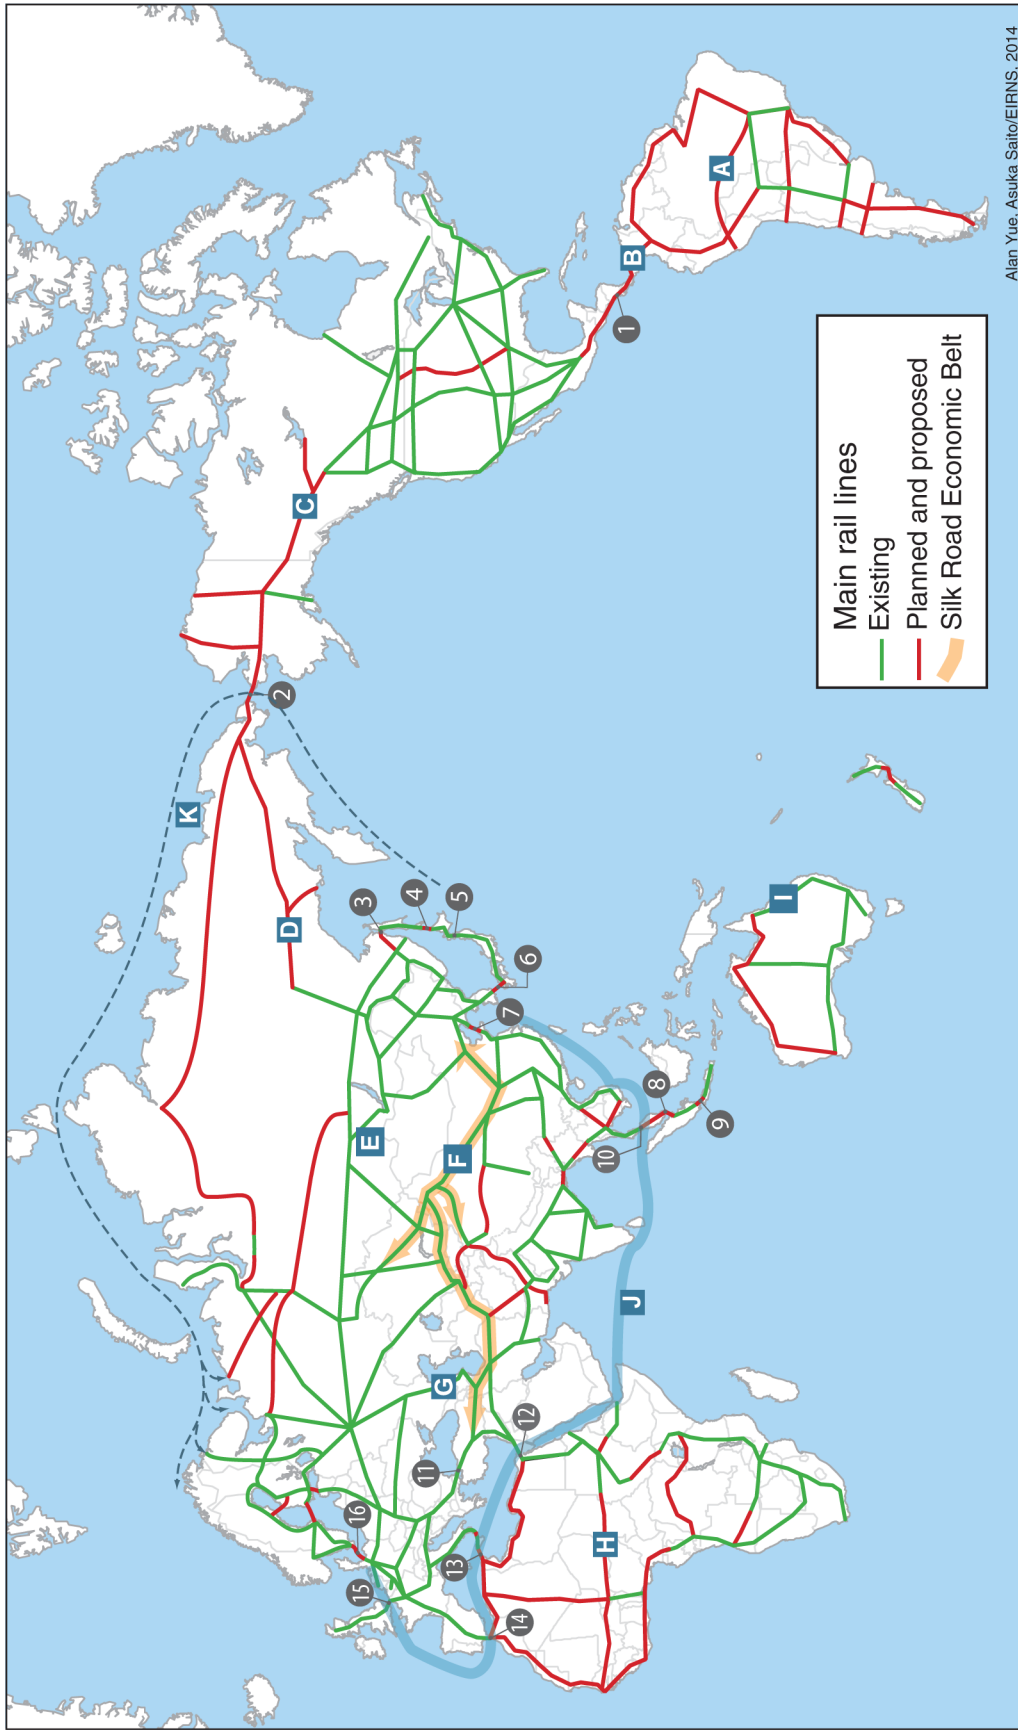 Alan Yue, Asuka Saito/EIRNS, 2014
Main rail lines
Existing
Planned and proposed
Silk Road Economic Belt
A
B
C
D
E
F
G
H
I
J
K
1
2
3
4
5
6
7
8
9
10
11
12
13
14
15
16